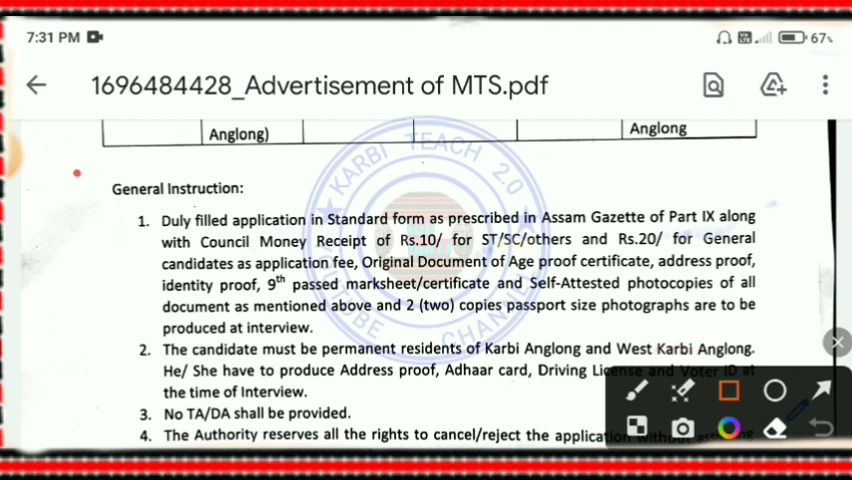 7:31 PM
67%
1696484428_Advertisement of MTS.pdf
Anglong)
Anglong
KARBI TEACH 2.0
YOUTUBE CHANNEL
General Instruction:
1. Duly filled application in Standard form as prescribed in Assam Gazette of Part IX along
with Council Money Receipt of Rs.10/ for ST/SC/others and Rs.20/ for General
candidates as application fee, Original Document of Age proof certificate, address proof,
identity proof, 9th passed marksheet/certificate and Self-Attested photocopies of all
document as mentioned above and 2 (two) copies passport size photographs are to be
produced at interview.
2. The candidate must be permanent residents of Karbi Anglong and West Karbi Anglong.
He/ She have to produce Address proof, Adhaar card, Driving License and Voter ID at
the time of Interview.
3. No TA/DA shall be provided.
4. The Authority reserves all the rights to cancel/reject the application without